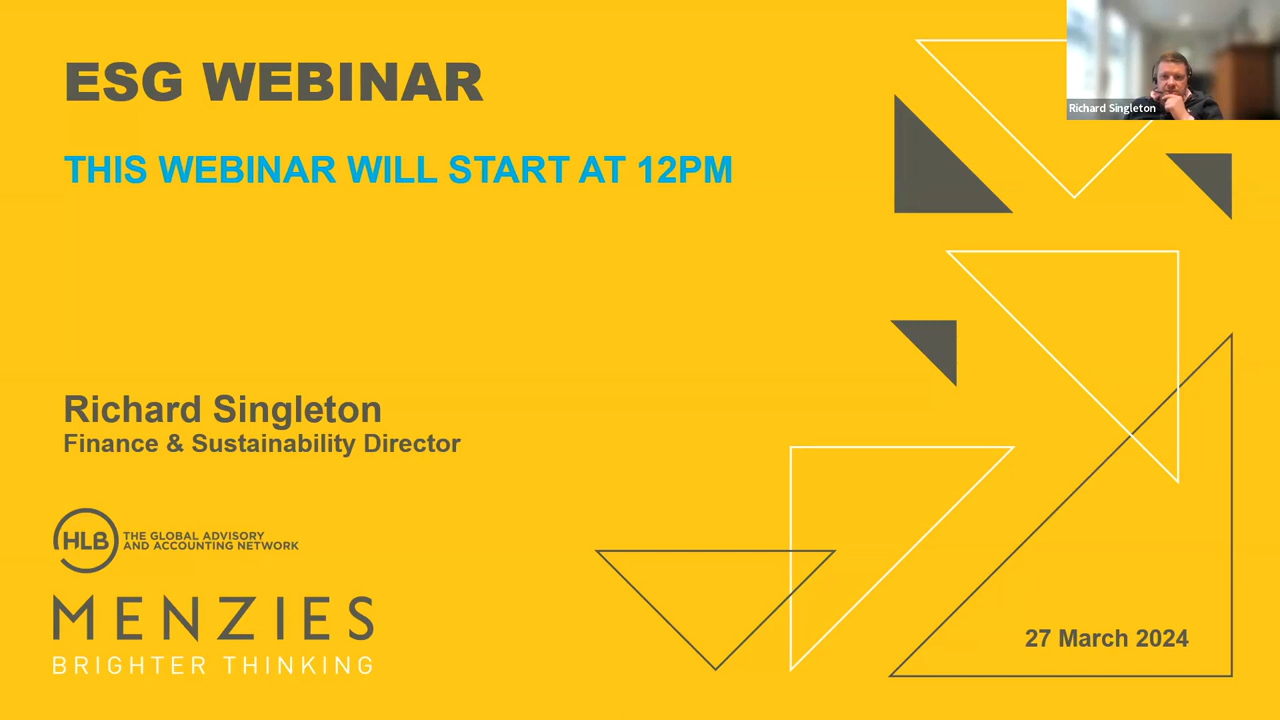 ESG WEBINAR
THIS WEBINAR WILL START AT 12PM
Richard Singleton
Richard Singleton
Finance & Sustainability Director
HLB THE GLOBAL ADVISORY
AND ACCOUNTING NETWORK
MENZIES
BRIGHTER THINKING
27 March 2024